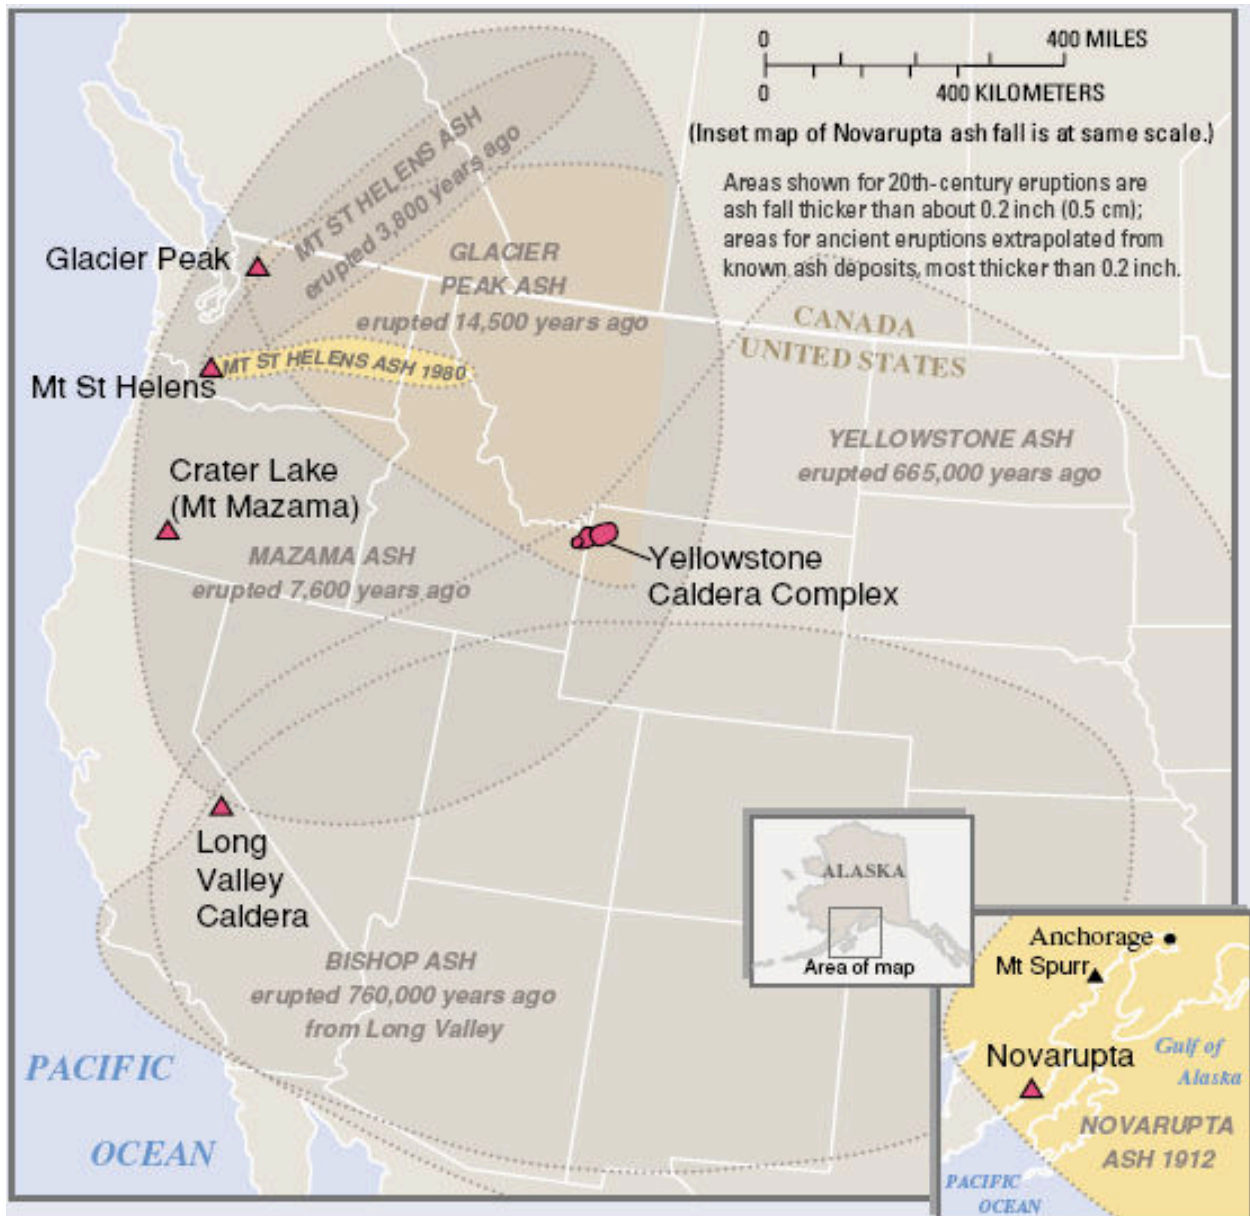 0 400 MILES
0 400 KILOMETERS
(Inset map of Novarupta ash fall is at same scale.)
Areas shown for 20th-century eruptions are
ash fall thicker than about 0.2 inch (0.5 cm);
areas for ancient eruptions extrapolated from
known ash deposits, most thicker than 0.2 inch.
MT ST HELENS ASH
erupted 3,800 years ago
Glacier Peak
GLACIER
PEAK ASH
erupted 14,500 years ago
CANADA
UNITED STATES
MT ST HELENS ASH 1980
Mt St Helens
YELLOWSTONE ASH
erupted 665,000 years ago
Crater Lake
(Mt Mazama)
MAZAMA ASH
erupted 7,600 years ago
Yellowstone
Caldera Complex
Long
Valley
Caldera
BISHOP ASH
erupted 760,000 years ago
from Long Valley
PACIFIC
OCEAN
ALASKA
Area of map
Anchorage
Mt Spurr
Novarupta
Gulf of
Alaska
NOVARUPTA
ASH 1912
PACIFIC
OCEAN